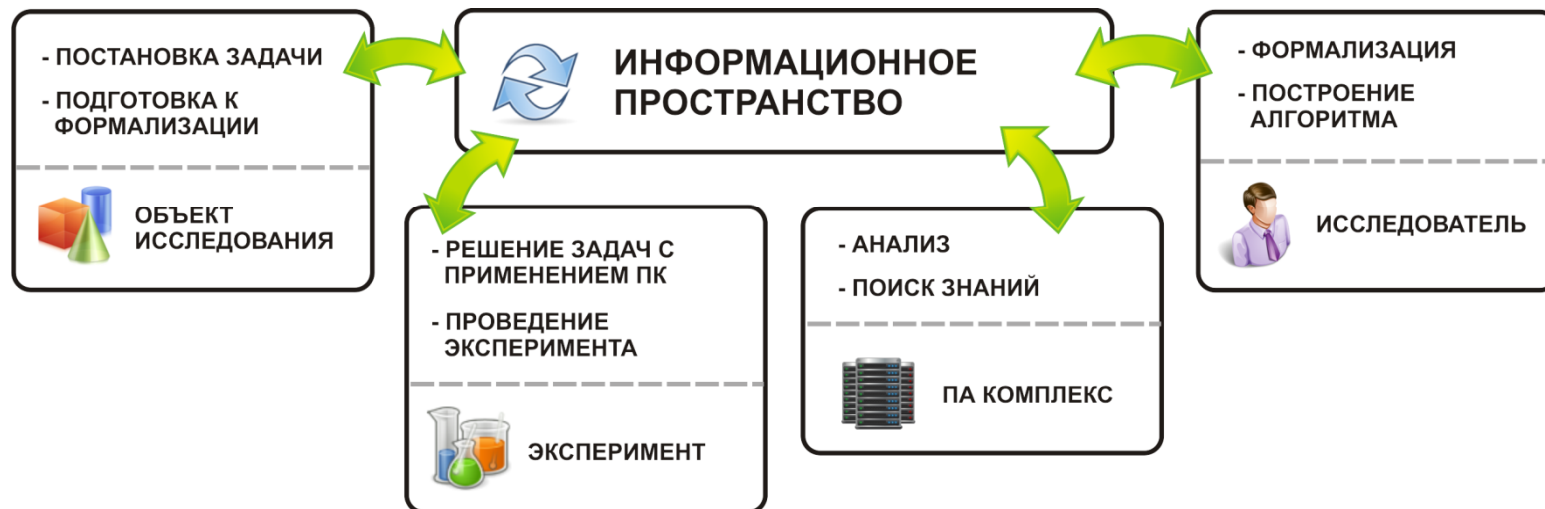 - ПОСТАНОВКА ЗАДАЧИ
- ПОДГОТОВКА К
ФОРМАЛИЗАЦИИ
ОБЪЕКТ
ИССЛЕДОВАНИЯ
ИНФОРМАЦИОННОЕ
ПРОСТРАНСТВО
- РЕШЕНИЕ ЗАДАЧ С
ПРИМЕНЕНИЕМ ПК
- ПРОВЕДЕНИЕ
ЭКСПЕРИМЕНТА
ЭКСПЕРИМЕНТ
- АНАЛИЗ
- ПОИСК ЗНАНИЙ
ПА КОМПЛЕКС
- ФОРМАЛИЗАЦИЯ
- ПОСТРОЕНИЕ
АЛГОРИТМА
ИССЛЕДОВАТЕЛЬ